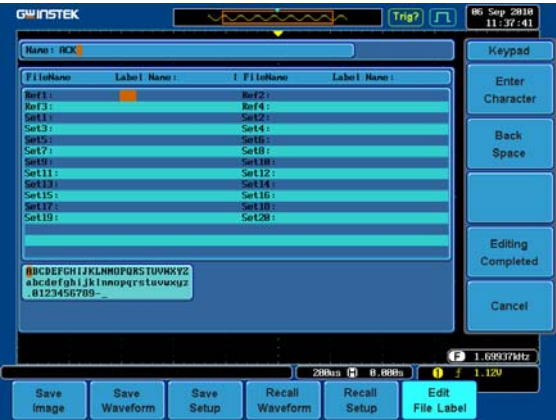 GWINSTEK
Trig?
06 Sep 2010
11:37:41
Name: ACK
Keypad
FileName Label Name: | FileName Label Name:
Ref1: Ref2:
Ref3: Ref4:
Set1: Set2:
Set3: Set4:
Set5: Set6:
Set7: Set8:
Set9: Set10:
Set11: Set12:
Set13: Set14:
Set15: Set16:
Set17: Set18:
Set19: Set20:
Enter
Character
Back
Space
Editing
Completed
Cancel
ABCDEFGHIJKLMNOPQRSTUVWXYZ
abcdefghijklmnopqrstuvwxyz
.0123456789-_
F 1.69937kHz
200us H 0.000s
1 f 1.12V
Save
Image
Save
Waveform
Save
Setup
Recall
Waveform
Recall
Setup
Edit
File Label